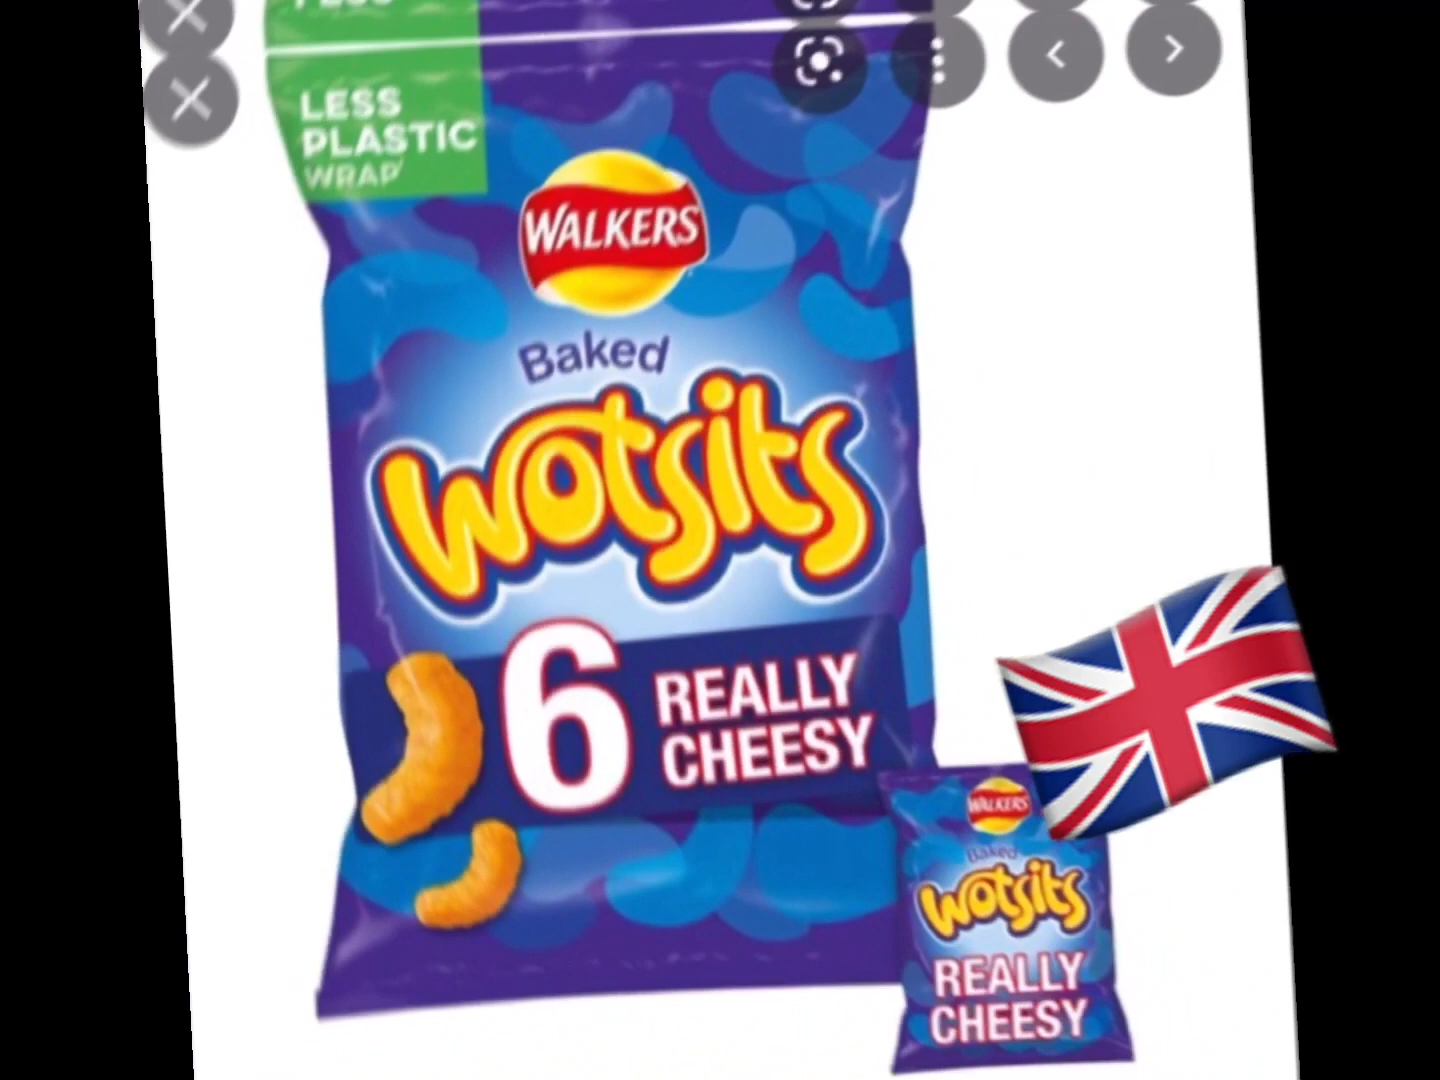 LESS
PLASTIC
WRAP
WALKERS
Baked
wotsits
6 REALLY
CHEESY
WALKERS
Baked
wotsits
REALLY
CHEESY